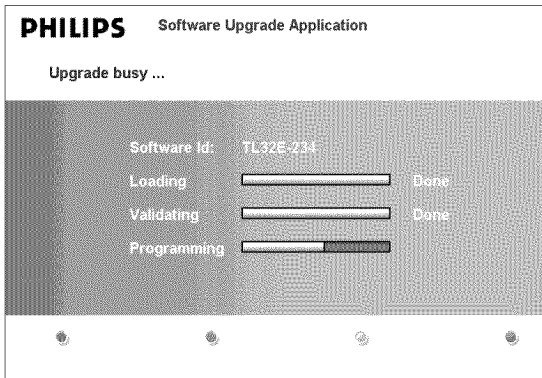 PHILIPS Software Upgrade Application
Upgrade busy ...
Software Id: TL32E-234
Loading Done
Validating Done
Programming